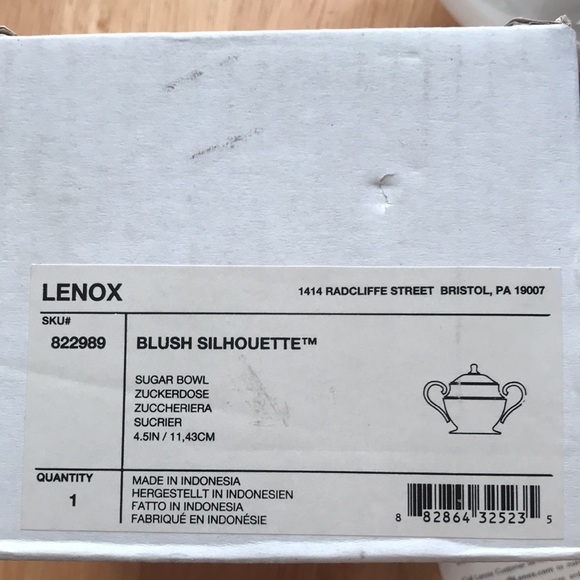 LENOX
1414 RADCLIFFE STREET BRISTOL, PA 19007
SKU#
822989
BLUSH SILHOUETTE™
SUGAR BOWL
ZUCKERDOSE
ZUCCHERIERA
SUCRIER
4.5IN / 11,43CM
QUANTITY
1
MADE IN INDONESIA
HERGESTELLT IN INDONESIEN
FATTO IN INDONESIA
FABRIQUÉ EN INDONÉSIE
8 82864 32523 5